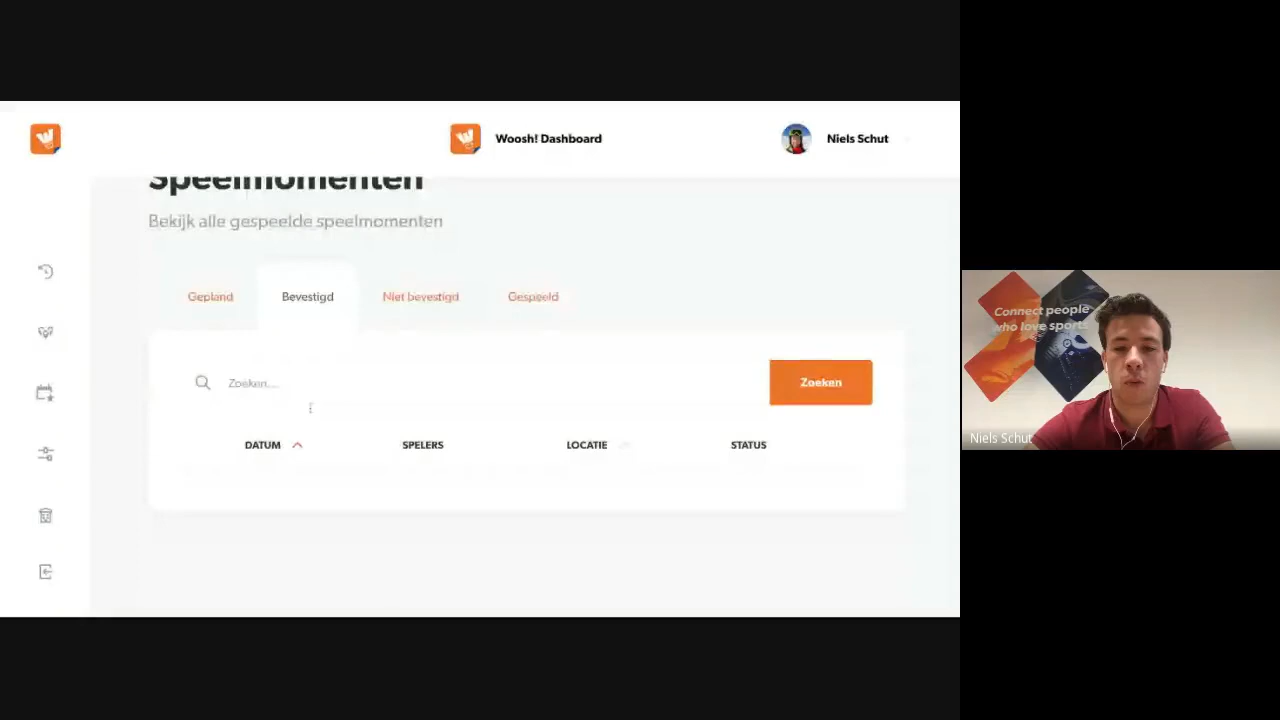 Woosh! Dashboard
Niels Schut
Speelmomenten
Bekijk alle gespeelde speelmomenten
Gepland
Bevestigd
Niet bevestigd
Gespeeld
Zoeken...
Zoeken
DATUM
SPELERS
LOCATIE
STATUS
Connect people
who love sports
Niels Schut